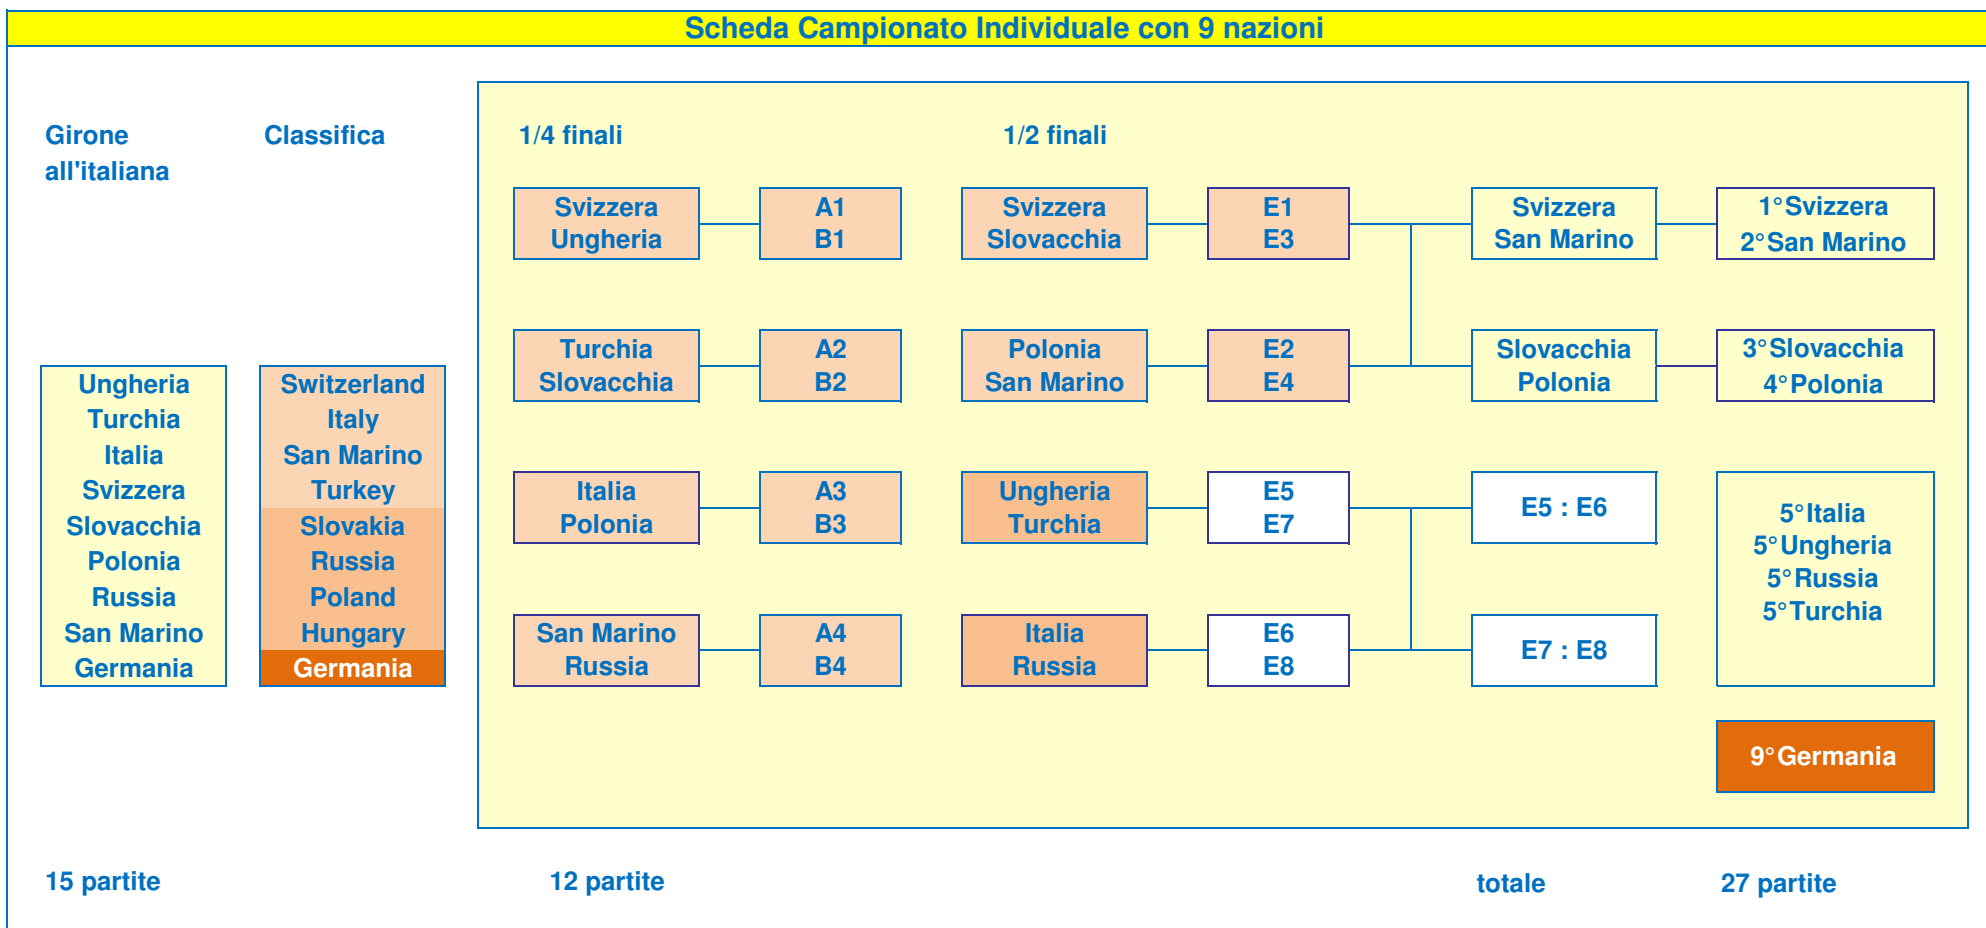 Scheda Campionato Individuale con 9 nazioni
Girone
all'italiana
Classifica
1/4 finali
1/2 finali
Ungheria
Turchia
Italia
Svizzera
Slovacchia
Polonia
Russia
San Marino
Germania
Switzerland
Italy
San Marino
Turkey
Slovakia
Russia
Poland
Hungary
Germania
Svizzera
Ungheria
A1
B1
Svizzera
Slovacchia
E1
E3
Svizzera
San Marino
1°Svizzera
2°San Marino
Turchia
Slovacchia
A2
B2
Polonia
San Marino
E2
E4
Slovacchia
Polonia
3°Slovacchia
4°Polonia
Italia
Polonia
A3
B3
Ungheria
Turchia
E5
E7
E5 : E6
5°Italia
5°Ungheria
5°Russia
5°Turchia
San Marino
Russia
A4
B4
Italia
Russia
E6
E8
E7 : E8
9°Germania
15 partite
12 partite
totale
27 partite